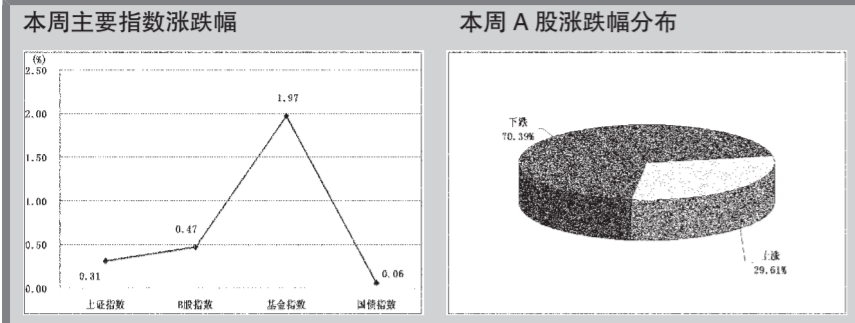 本周主要指数涨跌幅
(%)
2.50
2.00
1.50
1.00
0.50
0.00
0.31
0.47
1.97
0.06
上证指数
B股指数
基金指数
国债指数
本周 A 股涨跌幅分布
下跌
70.39%
上涨
29.61%